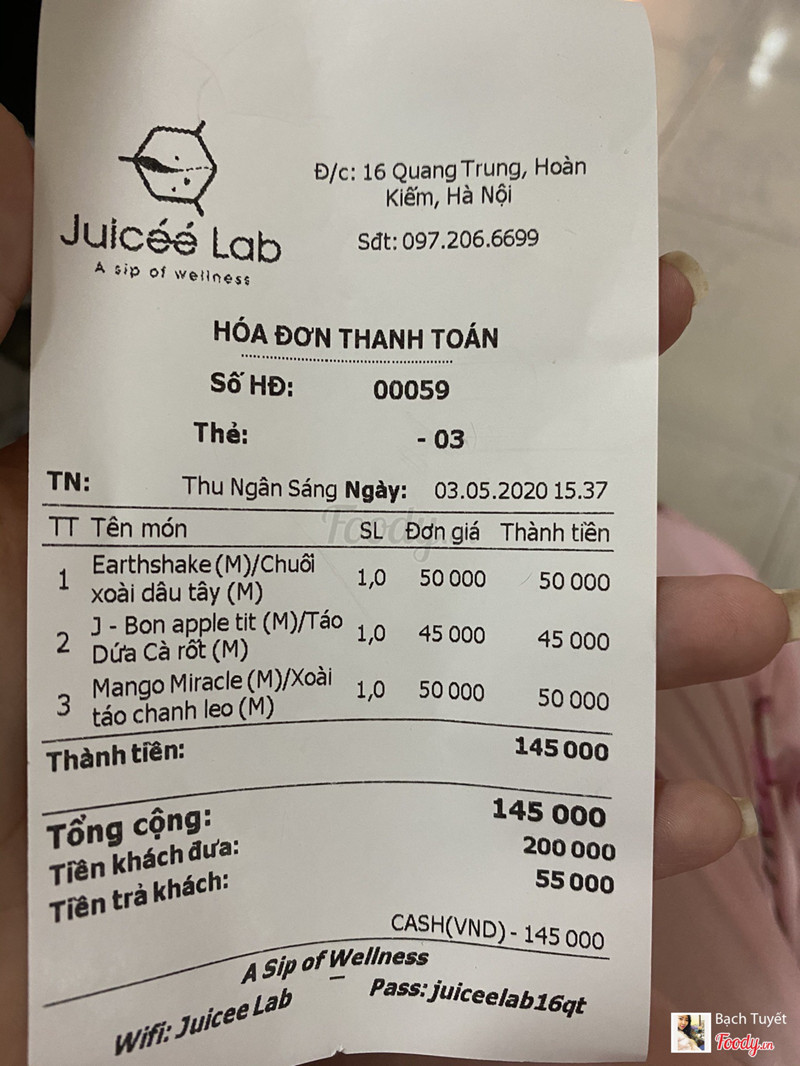 Juicéé Lab
A sip of wellness
Đ/c: 16 Quang Trung, Hoàn
Kiếm, Hà Nội
Sđt: 097.206.6699
HÓA ĐƠN THANH TOÁN
Số HĐ: 00059
Thẻ: - 03
TN: Thu Ngân Sáng Ngày: 03.05.2020 15.37
TT Tên món SL Đơn giá Thành tiền
1 Earthshake (M)/Chuối xoài dâu tây (M) 1,0 50 000 50 000
2 J - Bon apple tit (M)/Táo Dứa Cà rốt (M) 1,0 45 000 45 000
3 Mango Miracle (M)/Xoài táo chanh leo (M) 1,0 50 000 50 000
Thành tiền: 145 000
Tổng cộng: 145 000
Tiền khách đưa: 200 000
Tiền trả khách: 55 000
CASH(VND) - 145 000
A Sip of Wellness
Wifi: Juicee Lab Pass: juiceelab16qt
Foody.vn
Bạch Tuyết
Foody.vn